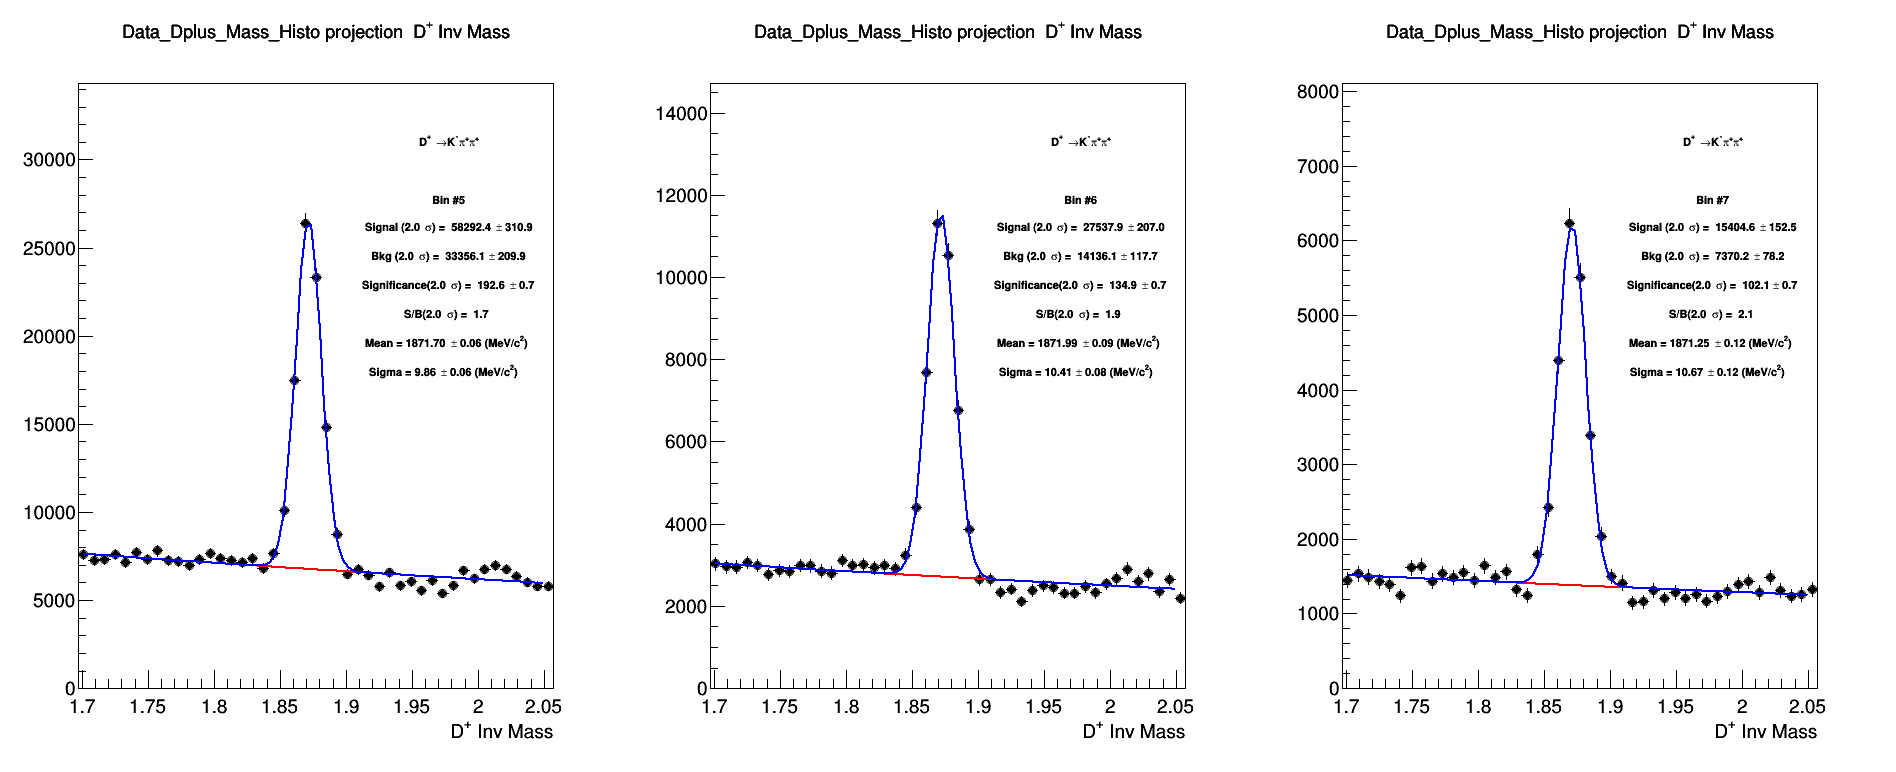 Data_Dplus_Mass_Histo projection D⁺ Inv Mass
D⁺ →K⁻π⁺π⁺
Bin #5
Signal (2.0 σ) = 58292.4 ±310.9
Bkg (2.0 σ) = 33356.1 ±209.9
Significance(2.0 σ) = 192.6 ±0.7
S/B(2.0 σ) = 1.7
Mean = 1871.70 ±0.06 (MeV/c²)
Sigma = 9.86 ±0.06 (MeV/c²)
30000
25000
20000
15000
10000
5000
0
1.7 1.75 1.8 1.85 1.9 1.95 2 2.05
D⁺ Inv Mass
Data_Dplus_Mass_Histo projection D⁺ Inv Mass
D⁺ →K⁻π⁺π⁺
Bin #6
Signal (2.0 σ) = 27537.9 ±207.0
Bkg (2.0 σ) = 14136.1 ±117.7
Significance(2.0 σ) = 134.9 ±0.7
S/B(2.0 σ) = 1.9
Mean = 1871.99 ±0.09 (MeV/c²)
Sigma = 10.41 ±0.08 (MeV/c²)
14000
12000
10000
8000
6000
4000
2000
0
1.7 1.75 1.8 1.85 1.9 1.95 2 2.05
D⁺ Inv Mass
Data_Dplus_Mass_Histo projection D⁺ Inv Mass
D⁺ →K⁻π⁺π⁺
Bin #7
Signal (2.0 σ) = 15404.6 ±152.5
Bkg (2.0 σ) = 7370.2 ±78.2
Significance(2.0 σ) = 102.1 ±0.7
S/B(2.0 σ) = 2.1
Mean = 1871.25 ±0.12 (MeV/c²)
Sigma = 10.67 ±0.12 (MeV/c²)
8000
7000
6000
5000
4000
3000
2000
1000
0
1.7 1.75 1.8 1.85 1.9 1.95 2 2.05
D⁺ Inv Mass